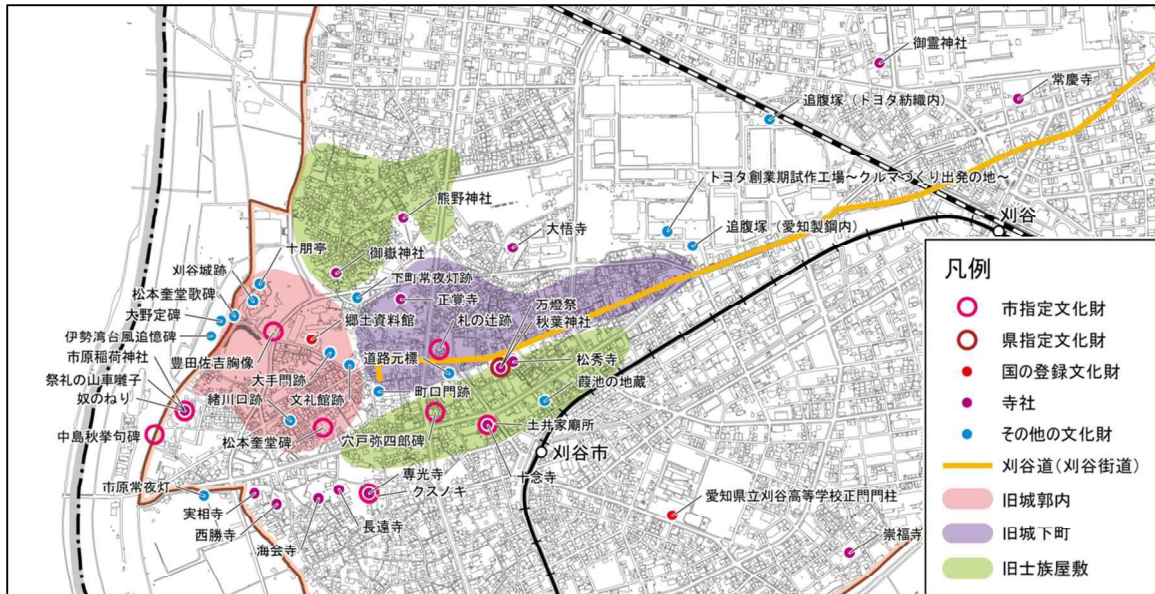 御霊神社
常慶寺
追腹塚（トヨタ紡織内）
トヨタ創業期試作工場～クルマづくり出発の地～
熊野神社
大悟寺
追腹塚（愛知製鋼内）
刈谷
十朋亭
御嶽神社
刈谷城跡
下町常夜灯跡
松本奎堂歌碑
正覚寺
万燈祭
大野定碑
郷土資料館
札の辻跡
秋葉神社
伊勢湾台風追憶碑
市原稲荷神社
豊田佐吉胸像
道路元標
松秀寺
祭礼の山車囃子
大手門跡
町口門跡
葭池の地蔵
奴のねり
緒川口跡
文礼館跡
中島秋挙句碑
松本奎堂碑
穴戸弥四郎碑
土井家廟所
刈谷市
専光寺
十念寺
市原常夜灯
クスノキ
愛知県立刈谷高等学校正門門柱
実相寺
長遠寺
西勝寺
海会寺
崇福寺
凡例
市指定文化財
県指定文化財
国の登録文化財
寺社
その他の文化財
刈谷道（刈谷街道）
旧城郭内
旧城下町
旧士族屋敷